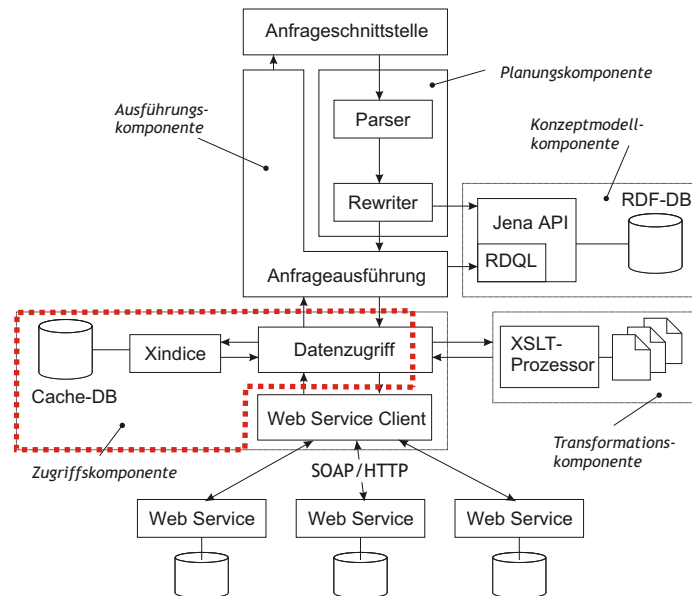 Anfrageschnittstelle
Planungskomponente
Ausführungs-
komponente
Parser
Konzeptmodell-
komponente
Rewriter
RDF-DB
Jena API
RDQL
Anfrageausführung
Xindice
Datenzugriff
XSLT-
Prozessor
Cache-DB
Web Service Client
Zugriffskomponente
Transformations-
komponente
SOAP/HTTP
Web Service
Web Service
Web Service